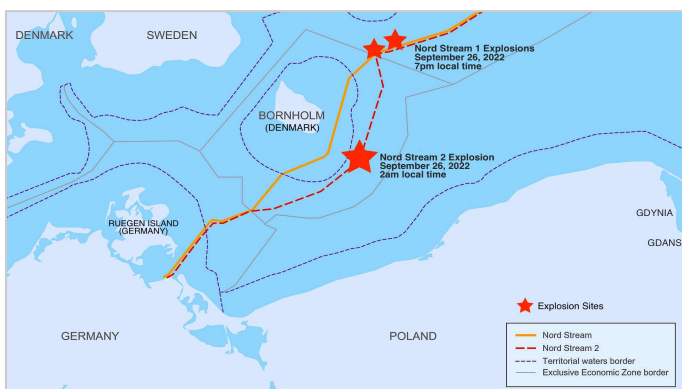 DENMARK
SWEDEN
Nord Stream 1 Explosions
September 26, 2022
7pm local time
BORNHOLM
(DENMARK)
Nord Stream 2 Explosion
September 26, 2022
2am local time
RUEGEN ISLAND
(GERMANY)
GDYNIA
GDANS
Explosion Sites
GERMANY
POLAND
Nord Stream
Nord Stream 2
Territorial waters border
Exclusive Economic Zone border